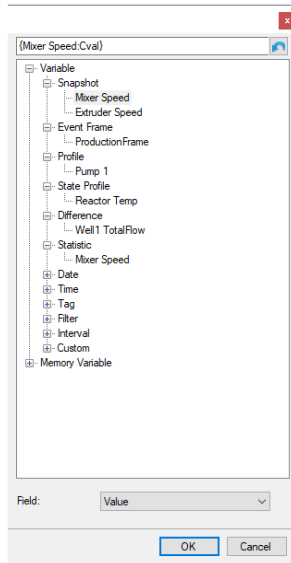 x
{Mixer Speed:Cval}
Variable
Snapshot
Mixer Speed
Extruder Speed
Event Frame
ProductionFrame
Profile
Pump 1
State Profile
Reactor Temp
Difference
Well1 TotalFlow
Statistic
Mixer Speed
Date
Time
Tag
Filter
Interval
Custom
Memory Variable
Field: Value
OK Cancel